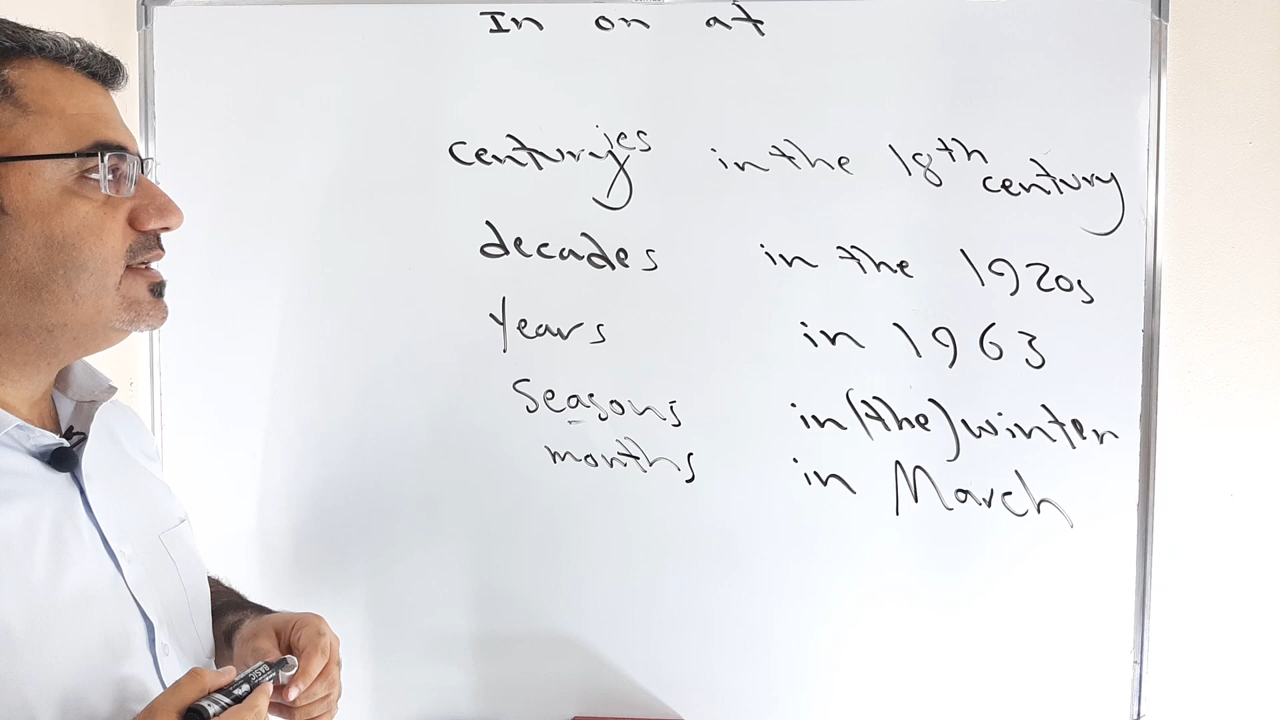 In on at
centuryies in the 18th century
decades in the 1920s
years in 1963
seasons in (the) winter
months in March
BASIC